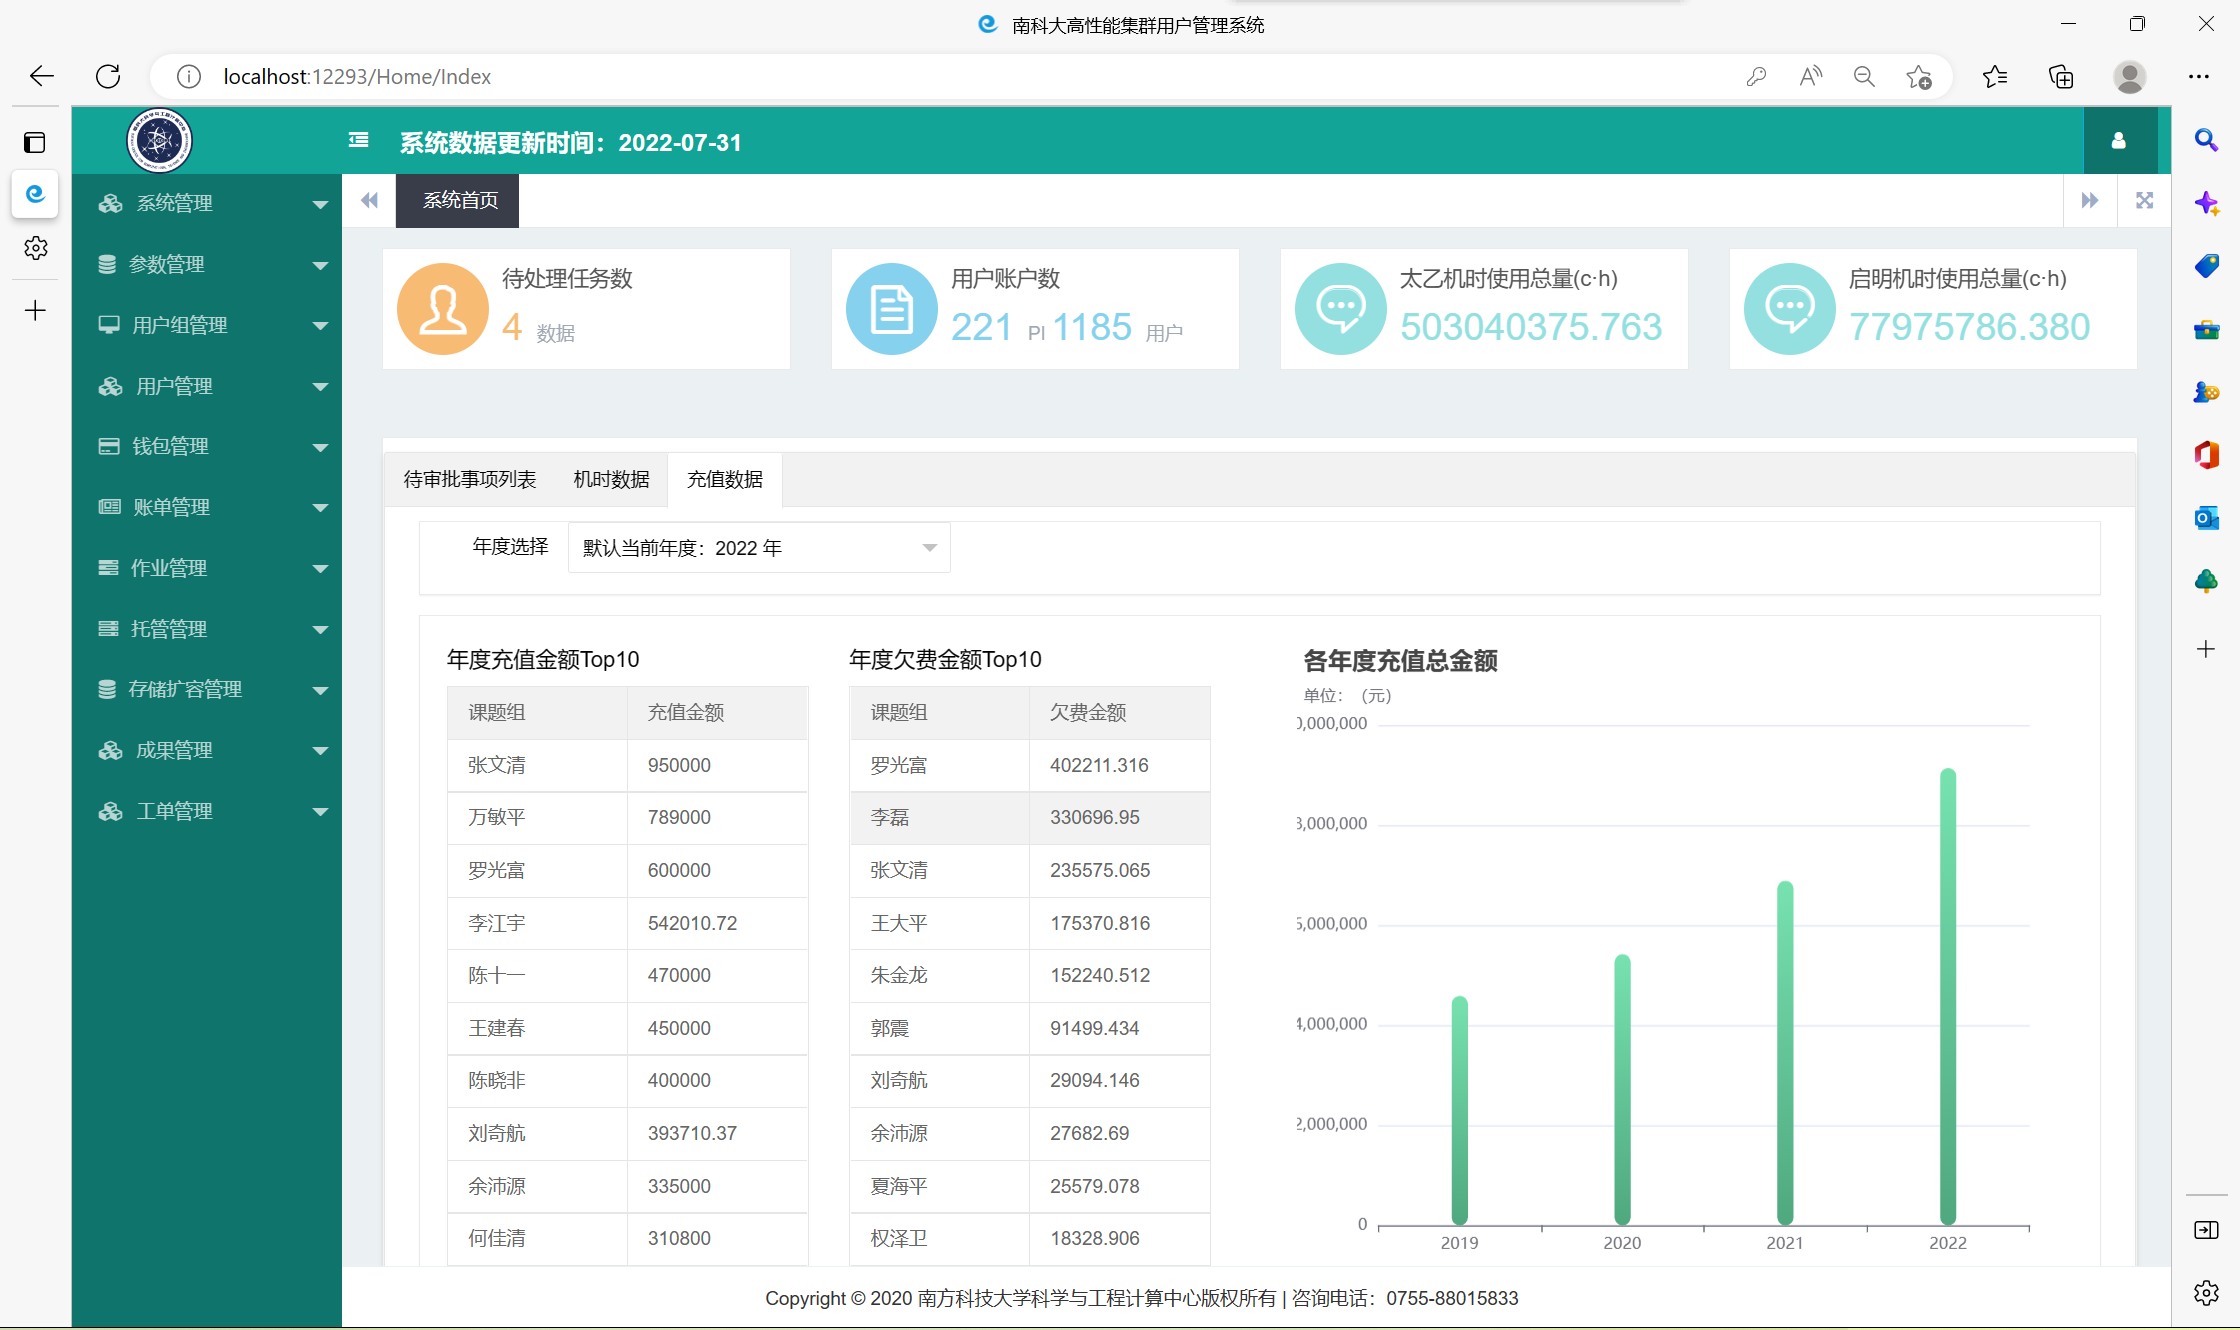 南科大高性能集群用户管理系统
localhost:12293/Home/Index
系统数据更新时间：2022-07-31
系统管理
参数管理
用户组管理
用户管理
钱包管理
账单管理
作业管理
托管管理
存储扩容管理
成果管理
工单管理
系统首页
待处理任务数
4 数据
用户账户数
221 PI 1185 用户
太乙机时使用总量(c·h)
503040375.763
启明机时使用总量(c·h)
77975786.380
待审批事项列表 机时数据 充值数据
年度选择 默认当前年度：2022 年
年度充值金额Top10
课题组 充值金额
张文清 950000
万敏平 789000
罗光富 600000
李江宇 542010.72
陈十一 470000
王建春 450000
陈晓非 400000
刘奇航 393710.37
余沛源 335000
何佳清 310800
年度欠费金额Top10
课题组 欠费金额
罗光富 402211.316
李磊 330696.95
张文清 235575.065
王大平 175370.816
朱金龙 152240.512
郭震 91499.434
刘奇航 29094.146
余沛源 27682.69
夏海平 25579.078
权泽卫 18328.906
各年度充值总金额
单位：（元）
0,000,000
8,000,000
6,000,000
4,000,000
2,000,000
0
2019 2020 2021 2022
Copyright © 2020 南方科技大学科学与工程计算中心版权所有 | 咨询电话：0755-88015833